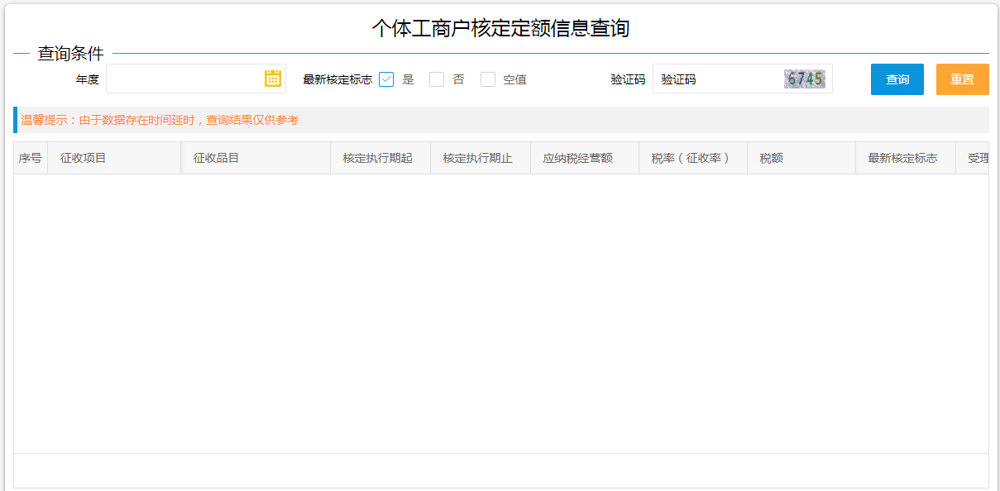 个体工商户核定定额信息查询
查询条件
年度 最新核定标志 是 否 空值 验证码 验证码 6745 查询 重置
温馨提示：由于数据存在时间延时，查询结果仅供参考
序号 征收项目 征收品目 核定执行期起 核定执行期止 应纳税经营额 税率（征收率） 税额 最新核定标志 受理